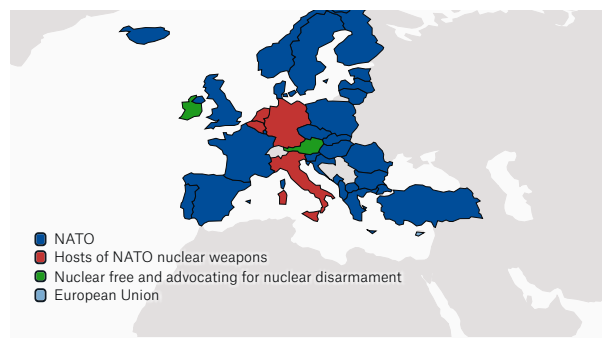 NATO
Hosts of NATO nuclear weapons
Nuclear free and advocating for nuclear disarmament
European Union